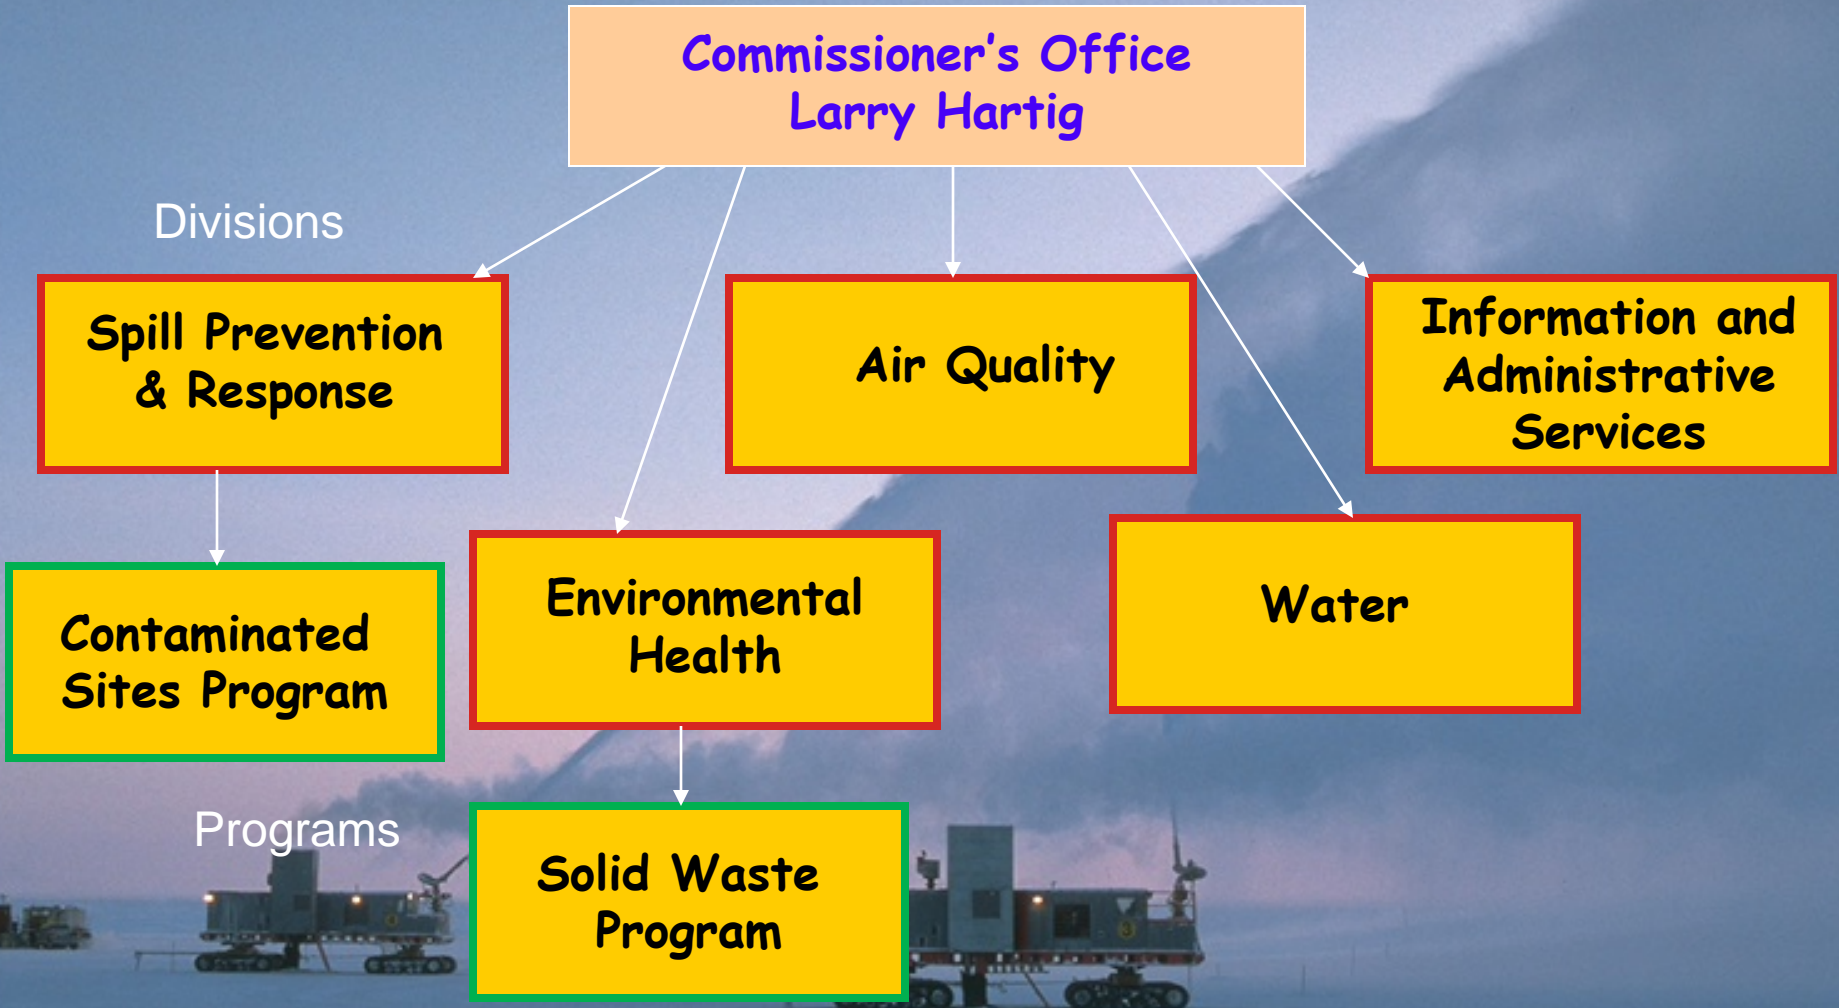 Commissioner's Office
Larry Hartig
Divisions
Spill Prevention
& Response
Air Quality
Information and
Administrative
Services
Environmental
Health
Water
Contaminated
Sites Program
Programs
Solid Waste
Program